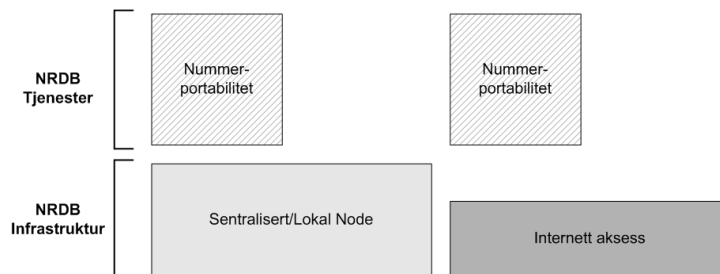 NRDB
Tjenester
Nummer-
portabilitet
Nummer-
portabilitet
NRDB
Infrastruktur
Sentralisert/Lokal Node
Internett aksess